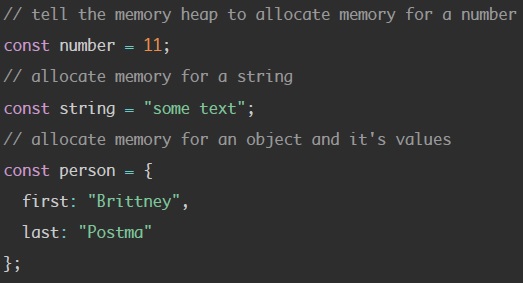 // tell the memory heap to allocate memory for a number
const number = 11;
// allocate memory for a string
const string = "some text";
// allocate memory for an object and it's values
const person = {
  first: "Brittney",
  last: "Postma"
};